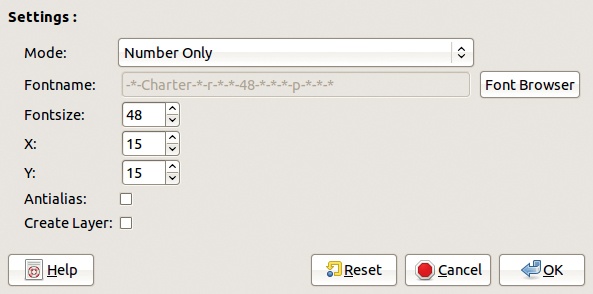 Settings :
Mode: Number Only
Fontname: -*-Charter-*-r-*-*-48-*-*-*-p-*-*-* Font Browser
Fontsize: 48
X: 15
Y: 15
Antialias:
Create Layer:
Help Reset Cancel OK